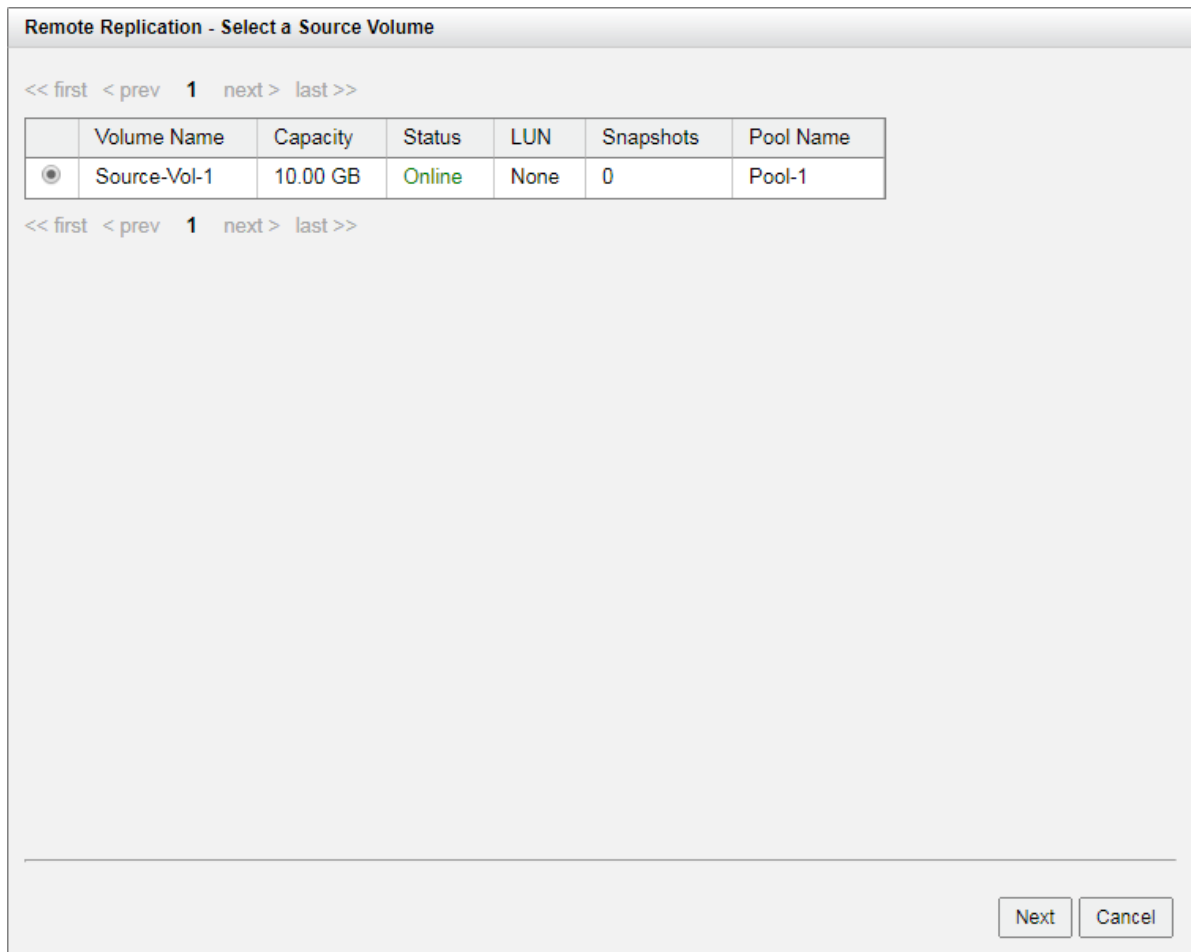 Remote Replication - Select a Source Volume
<< first < prev 1 next > last >>
Volume Name Capacity Status LUN Snapshots Pool Name
Source-Vol-1 10.00 GB Online None 0 Pool-1
<< first < prev 1 next > last >>
Next Cancel